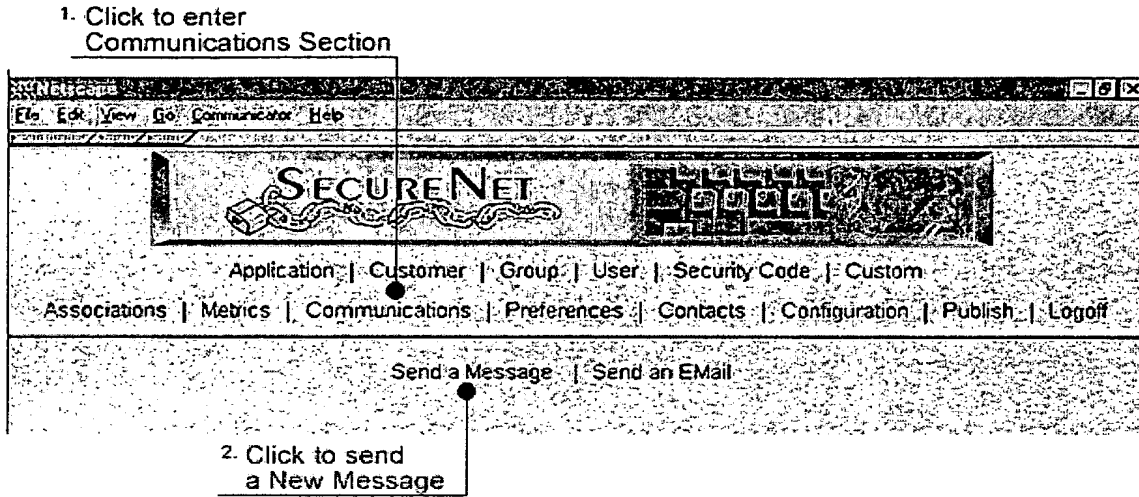 1. Click to enter
Communications Section
Netscape
File Edit View Go Communicator Help
SECURENET
Application | Customer | Group | User | Security Code | Custom
Associations | Metrics | Communications | Preferences | Contacts | Configuration | Publish | Logoff
Send a Message | Send an EMail
2. Click to send
a New Message